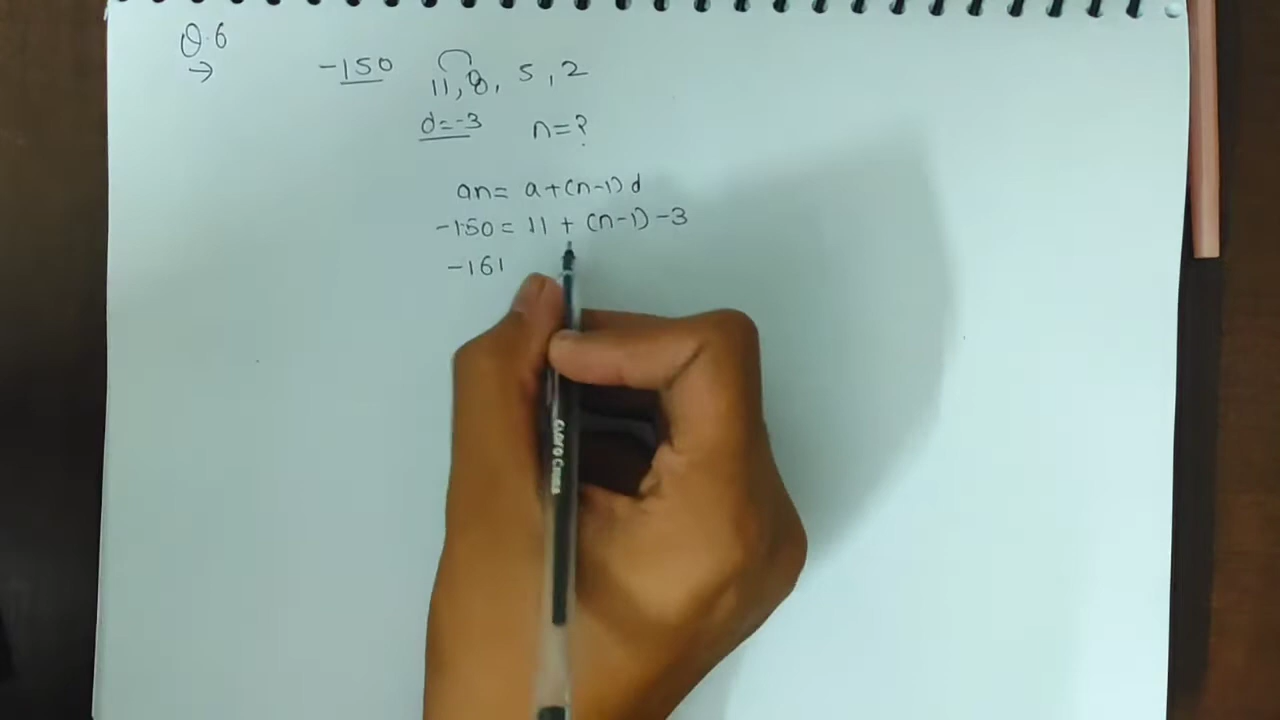 Q.6
→ -150 11, 8, 5, 2
d=-3 n=?
an= a+(n-1)d
-150= 11 + (n-1) -3
-161